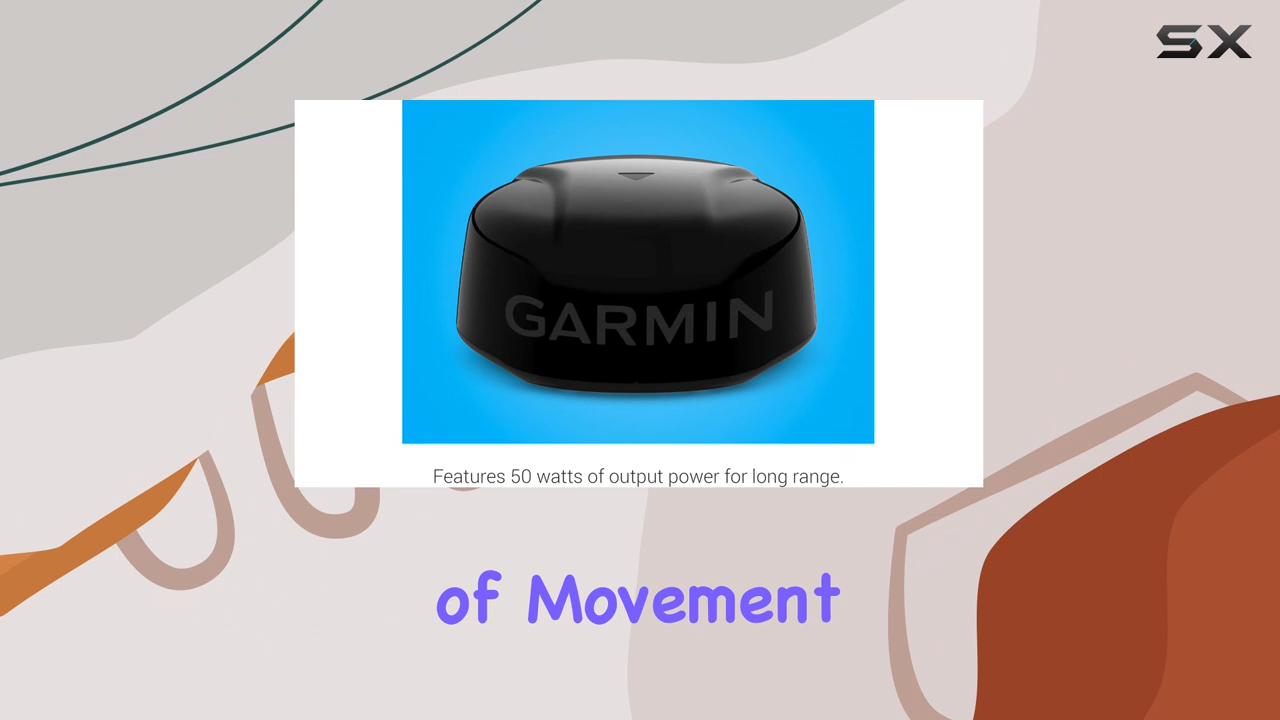 SX
GARMIN
Features 50 watts of output power for long range.
of Movement